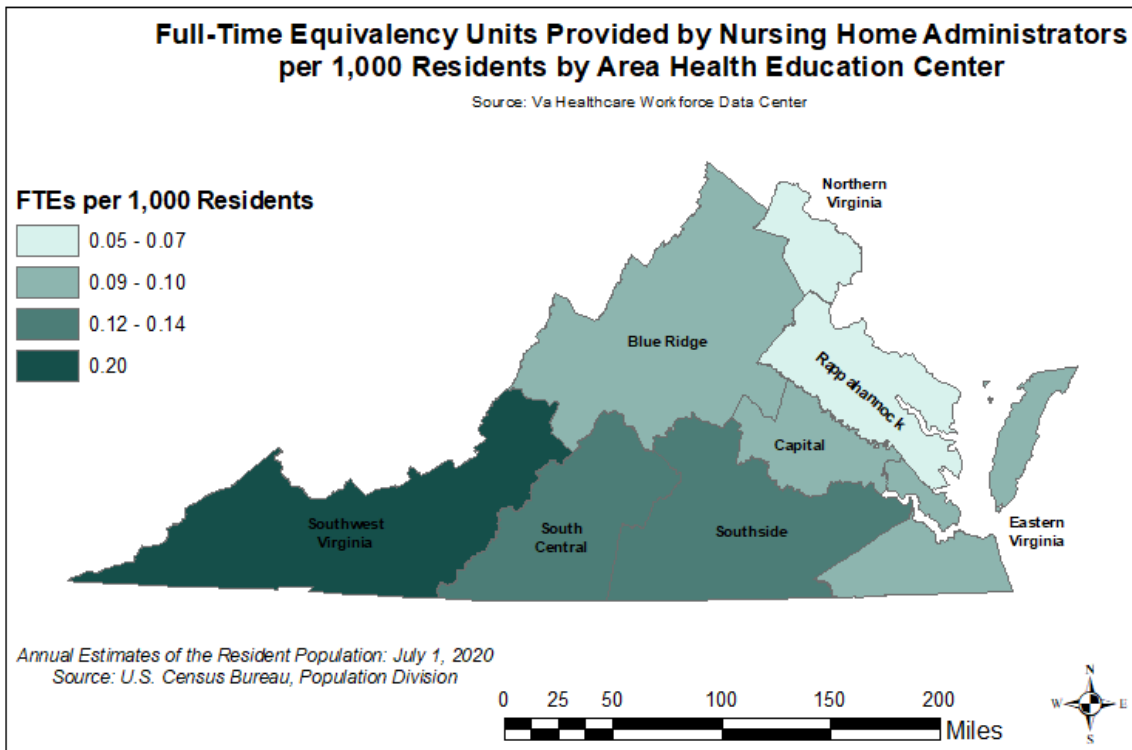 Full-Time Equivalency Units Provided by Nursing Home Administrators
per 1,000 Residents by Area Health Education Center
Source: Va Healthcare Workforce Data Center
FTEs per 1,000 Residents
0.05 - 0.07
0.09 - 0.10
0.12 - 0.14
0.20
Northern
Virginia
Blue Ridge
Rappahannock
Capital
Southwest
Virginia
South
Central
Southside
Eastern
Virginia
Annual Estimates of the Resident Population: July 1, 2020
Source: U.S. Census Bureau, Population Division
0 25 50 100 150 200
Miles
N
W E
S